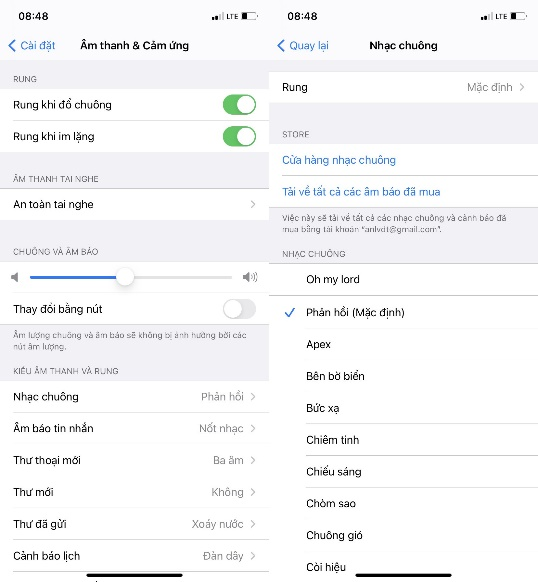 08:48
LTE
Cài đặt
Âm thanh & Cảm ứng
RUNG
Rung khi đổ chuông
Rung khi im lặng
ÂM THANH TAI NGHE
An toàn tai nghe
CHUÔNG VÀ ÂM BÁO
Thay đổi bằng nút
Âm lượng chuông và âm báo sẽ không bị ảnh hưởng bởi các
nút âm lượng.
KIỂU ÂM THANH VÀ RUNG
Nhạc chuông
Phản hồi
Âm báo tin nhắn
Nốt nhạc
Thư thoại mới
Ba âm
Thư mới
Không
Thư đã gửi
Xoáy nước
Cảnh báo lịch
Đàn dây
08:48
LTE
Quay lại
Nhạc chuông
Rung
Mặc định
STORE
Cửa hàng nhạc chuông
Tải về tất cả các âm báo đã mua
Việc này sẽ tải về tất cả các nhạc chuông và cảnh báo đã
mua bằng tài khoản "anlvdt@gmail.com".
NHẠC CHUÔNG
Oh my lord
Phản hồi (Mặc định)
Apex
Bên bờ biển
Bức xạ
Chiêm tinh
Chiếu sáng
Chòm sao
Chuông gió
Còi hiệu